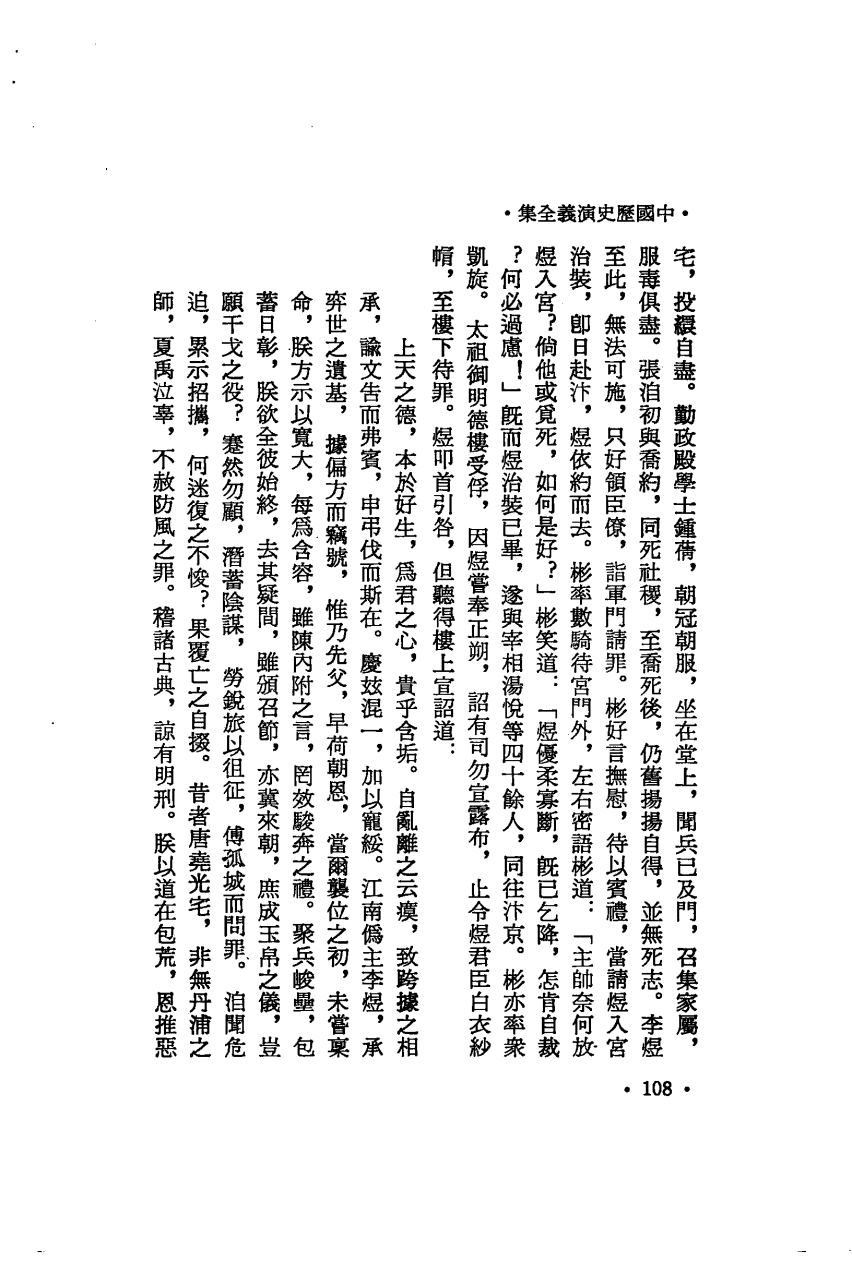 ・中國歷史演義全集・
宅，投繯自盡。勤政殿學士鍾蒨，朝冠朝服，坐在堂上，聞兵已及門，召集家屬，
服毒俱盡。張洎初與喬約，同死社稷，至喬死後，仍舊揚揚自得，並無死志。李煜
至此，無法可施，只好領臣僚，詣軍門請罪。彬好言撫慰，待以賓禮，當請煜入宮
治裝，卽日赴汴，煜依約而去。彬率數騎待宮門外，左右密語彬道：「主帥奈何放
煜入宮？倘他或覓死，如何是好？」彬笑道：「煜優柔寡斷，旣已乞降，怎肯自裁
？何必過慮！」旣而煜治裝已畢，遂與宰相湯悅等四十餘人，同往汴京。彬亦率衆
凱旋。太祖御明德樓受俘，因煜嘗奉正朔，詔有司勿宣露布，止令煜君臣白衣紗
帽，至樓下待罪。煜叩首引咎，但聽得樓上宣詔道：
上天之德，本於好生，爲君之心，貴乎含垢。自亂離之云瘼，致跨據之相
承，諭文告而弗賓，申弔伐而斯在。慶玆混一，加以寵綏。江南僞主李煜，承
弈世之遺基，據偏方而竊號，惟乃先父，早荷朝恩，當爾襲位之初，未嘗稟
命，朕方示以寬大，每爲含容，雖陳內附之言，罔效駿奔之禮。聚兵峻壘，包
蓄日彰，朕欲全彼始終，去其疑間，雖頒召節，亦冀來朝，庶成玉帛之儀，豈
願干戈之役？蹇然勿顧，潛蓄陰謀，勞銳旅以徂征，傅孤城而問罪。洎聞危
迫，累示招攜，何迷復之不悛？果覆亡之自掇。昔者唐堯光宅，非無丹浦之
師，夏禹泣辜，不赦防風之罪。稽諸古典，諒有明刑。朕以道在包荒，恩推惡
・108・